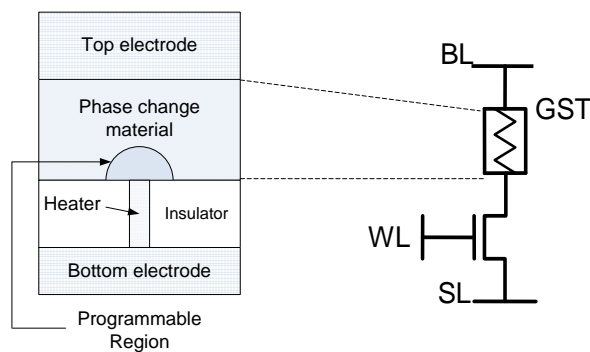 Top electrode
Phase change
material
Heater
Insulator
Bottom electrode
Programmable
Region
BL
GST
WL
SL